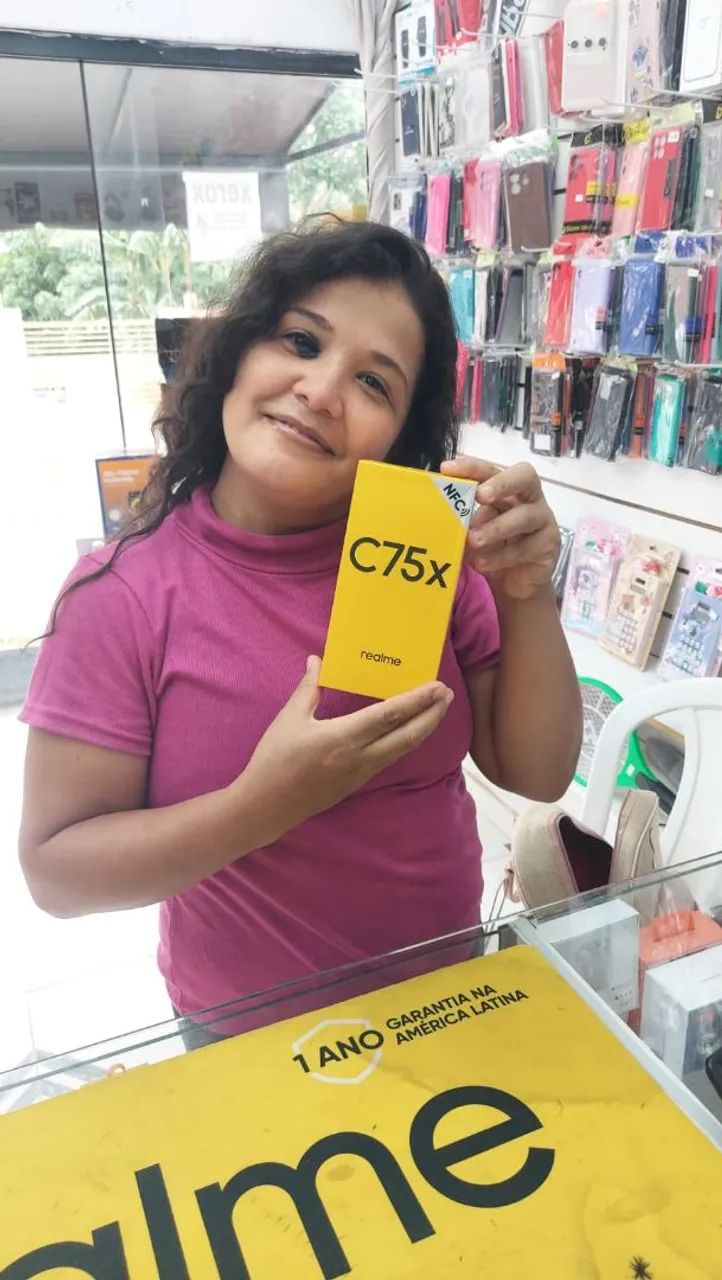 xerox
NFC
C75x
realme
1 ANO
GARANTIA NA
AMÉRICA LATINA
alme